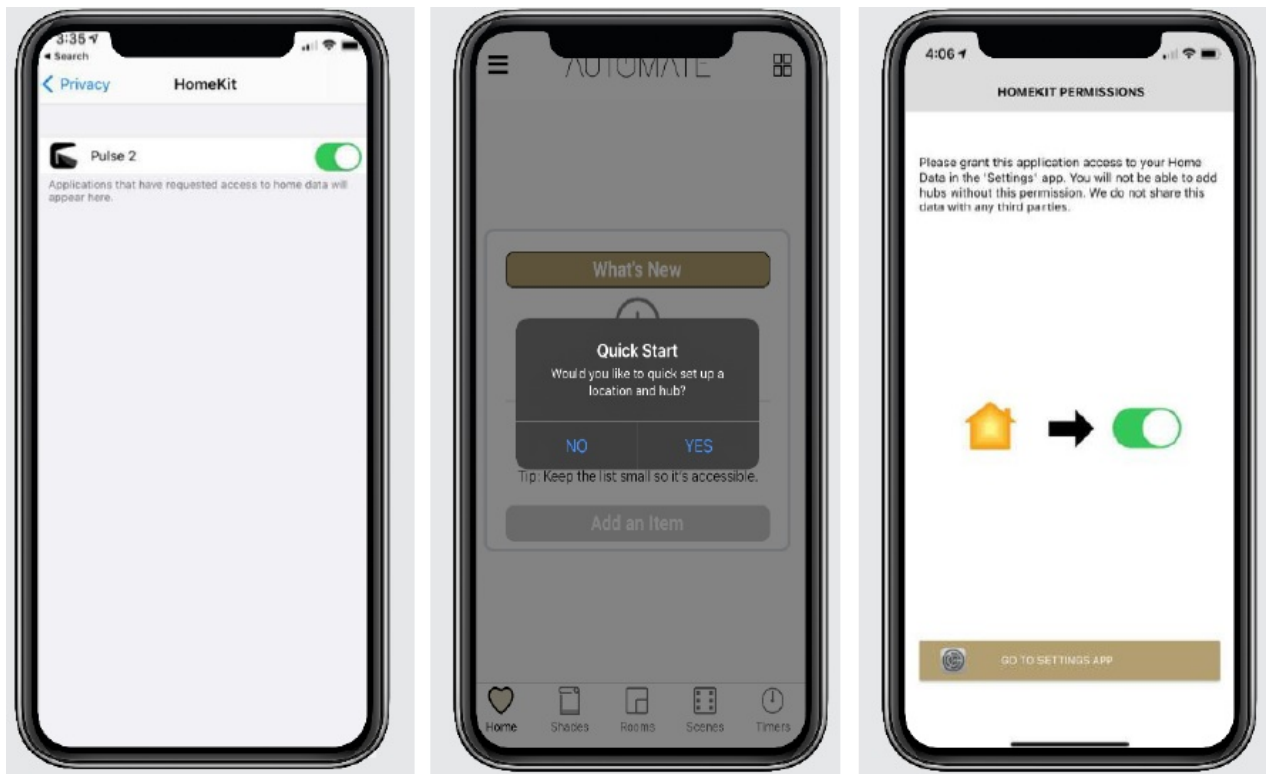 3:35
Search
Privacy
HomeKit
Pulse 2
Applications that have requested access to home data will
appear here.
AUTOMATE
What's New
Quick Start
Would you like to quick set up a
location and hub?
NO
YES
Tip: Keep the list small so it's accessible.
Add an Item
Home
Shades
Rooms
Scenes
Timers
4:06
HOMEKIT PERMISSIONS
Please grant this application access to your Home
Data in the 'Settings' app. You will not be able to add
hubs without this permission. We do not share this
data with any third parties.
GO TO SETTINGS APP